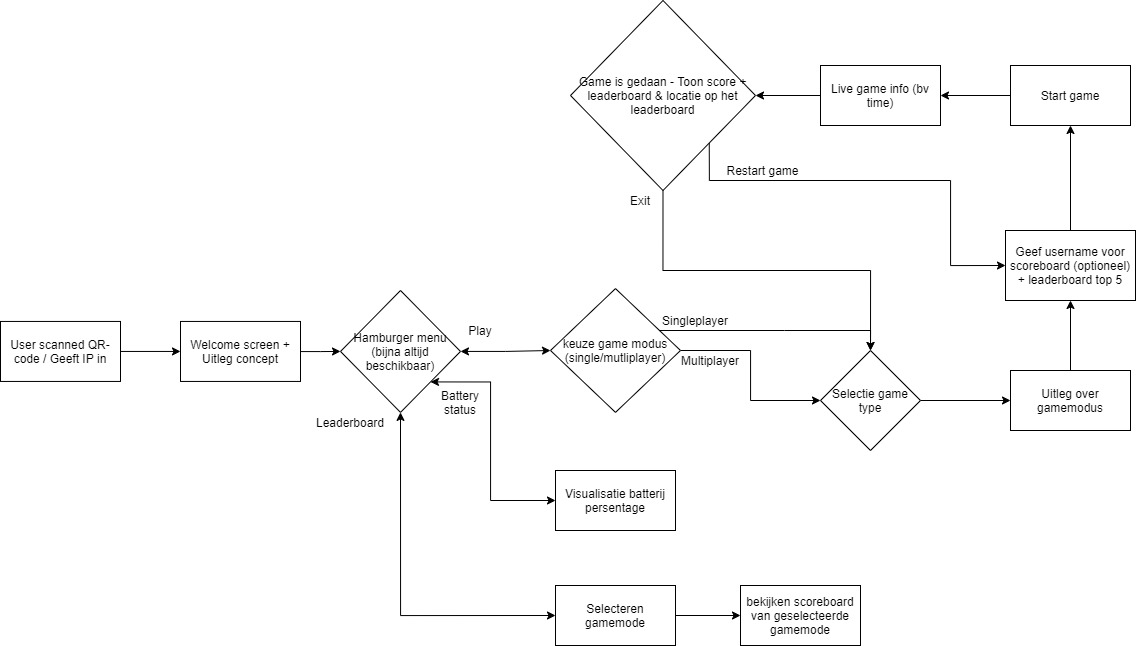 Game is gedaan - Toon score +
leaderboard & locatie op het
leaderboard
Live game info (bv
time)
Start game
Restart game
Exit
Geef username voor
scoreboard (optioneel)
+ leaderboard top 5
User scanned QR-
code / Geeft IP in
Welcome screen +
Uitleg concept
Hamburger menu
(bijna altijd
beschikbaar)
Play
keuze game modus
(single/mutliplayer)
Singleplayer
Multiplayer
Selectie game
type
Uitleg over
gamemodus
Battery
status
Leaderboard
Visualisatie batterij
persentage
Selecteren
gamemode
bekijken scoreboard
van geselecteerde
gamemode